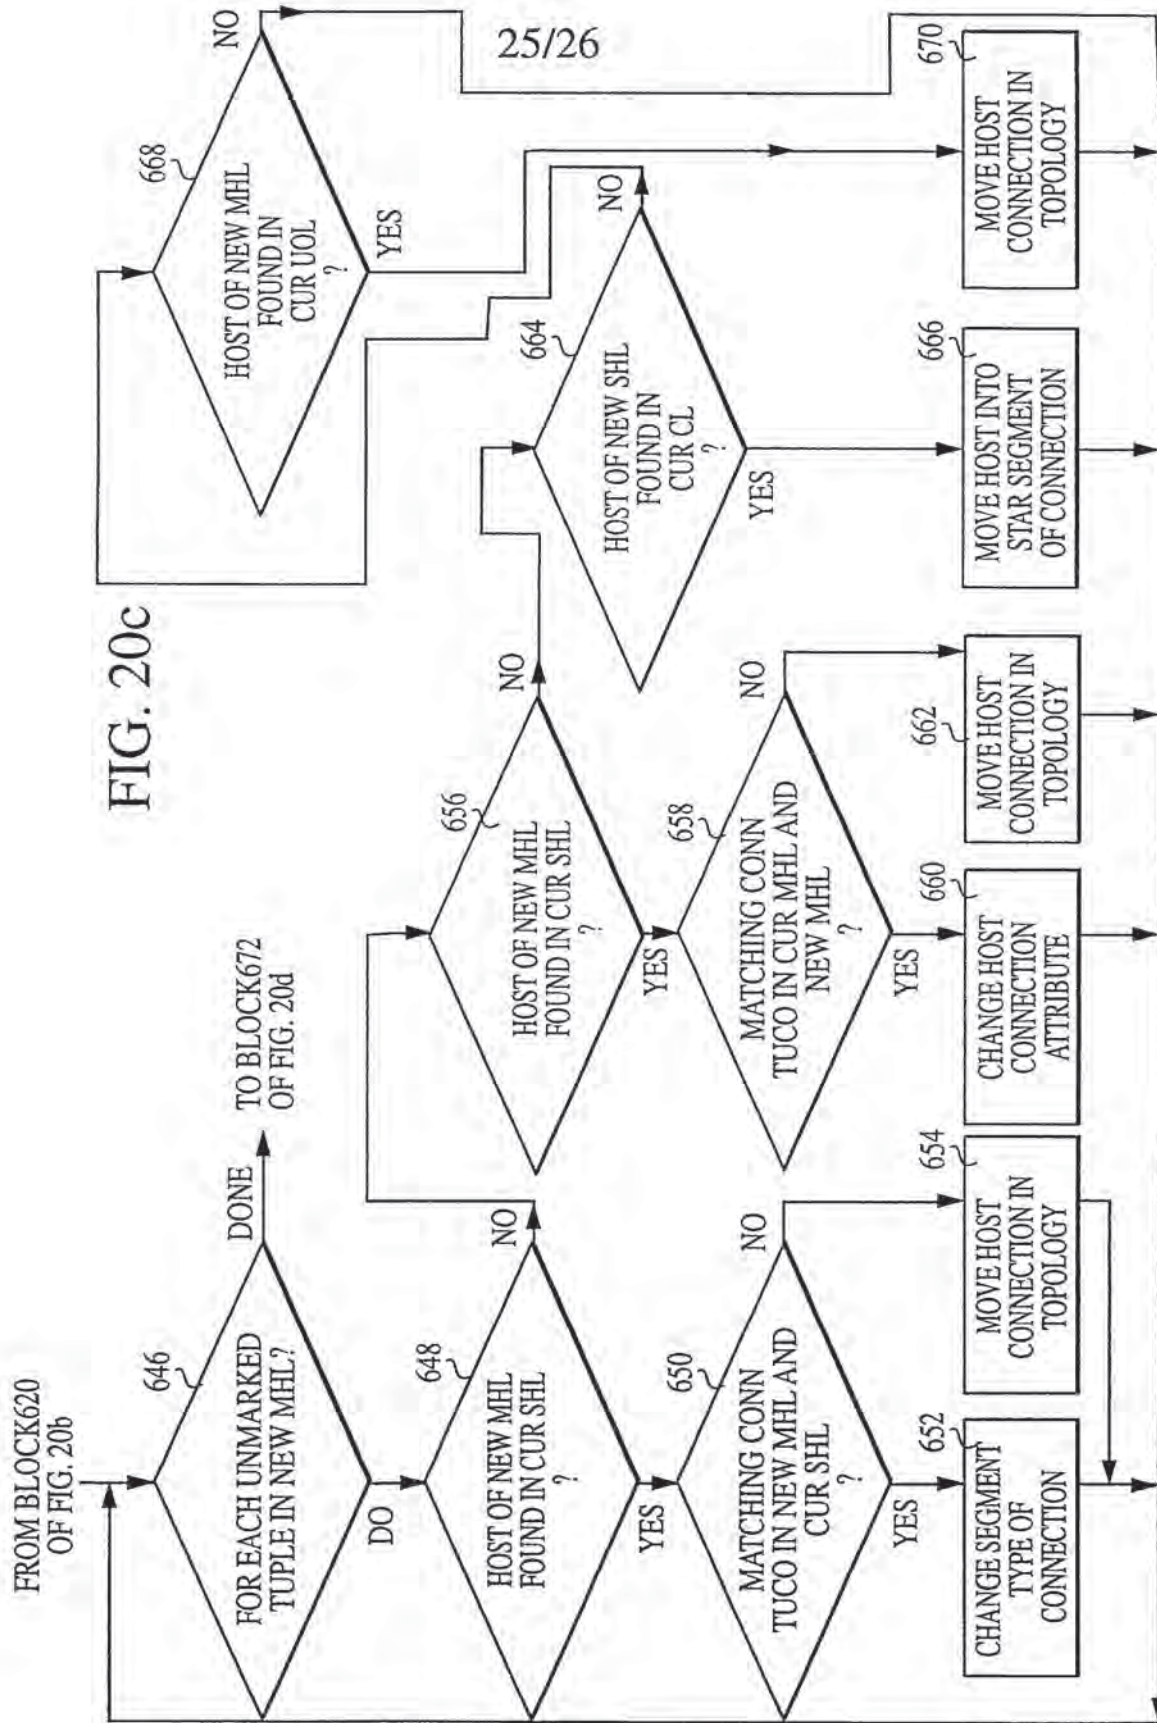 25/26
FIG. 20c
FROM BLOCK620
OF FIG. 20b
646
FOR EACH UNMARKED
TUPLE IN NEW MHL?
DONE
TO BLOCK672
OF FIG. 20d
DO
648
HOST OF NEW MHL
FOUND IN CUR SHL
?
NO
YES
650
MATCHING CONN
TUCO IN NEW MHL AND
CUR SHL
?
NO
YES
652
CHANGE SEGMENT
TYPE OF
CONNECTION
654
MOVE HOST
CONNECTION IN
TOPOLOGY
656
HOST OF NEW MHL
FOUND IN CUR SHL
?
NO
YES
658
MATCHING CONN
TUCO IN CUR MHL AND
NEW MHL
?
NO
YES
660
CHANGE HOST
CONNECTION
ATTRIBUTE
662
MOVE HOST
CONNECTION IN
TOPOLOGY
664
HOST OF NEW SHL
FOUND IN
CUR CL
?
NO
YES
666
MOVE HOST INTO
STAR SEGMENT
OF CONNECTION
668
HOST OF NEW MHL
FOUND IN
CUR UOL
?
NO
YES
670
MOVE HOST
CONNECTION IN
TOPOLOGY